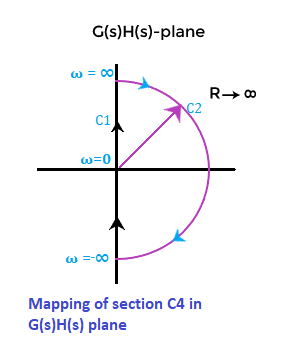 G(s)H(s)-plane
ω = ∞
R→ ∞
C2
C1
ω=0
ω =-∞
Mapping of section C4 in
G(s)H(s) plane